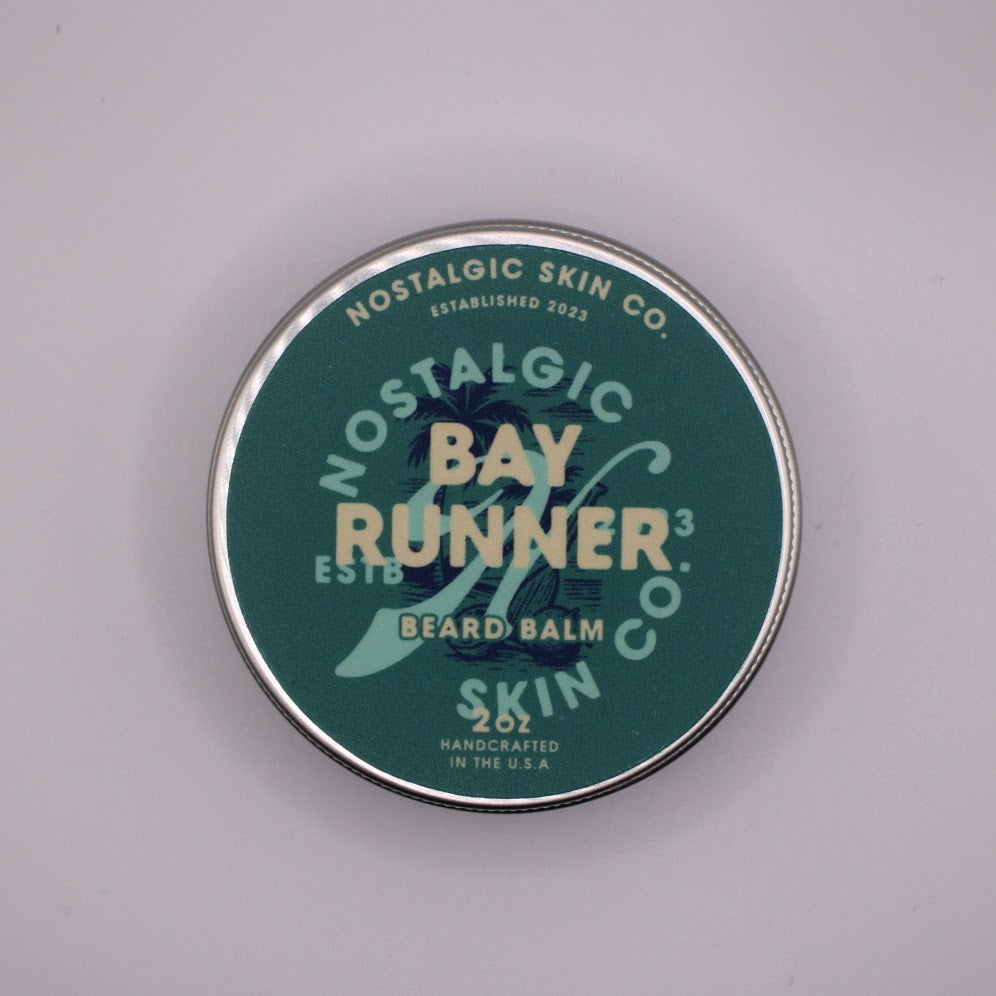 NOSTALGIC SKIN CO.
ESTABLISHED 2023
NOSTALGIC
BAY
RUNNER
ESTB
BEARD BALM
SKIN CO.
2oz
HANDCRAFTED
IN THE U.S.A